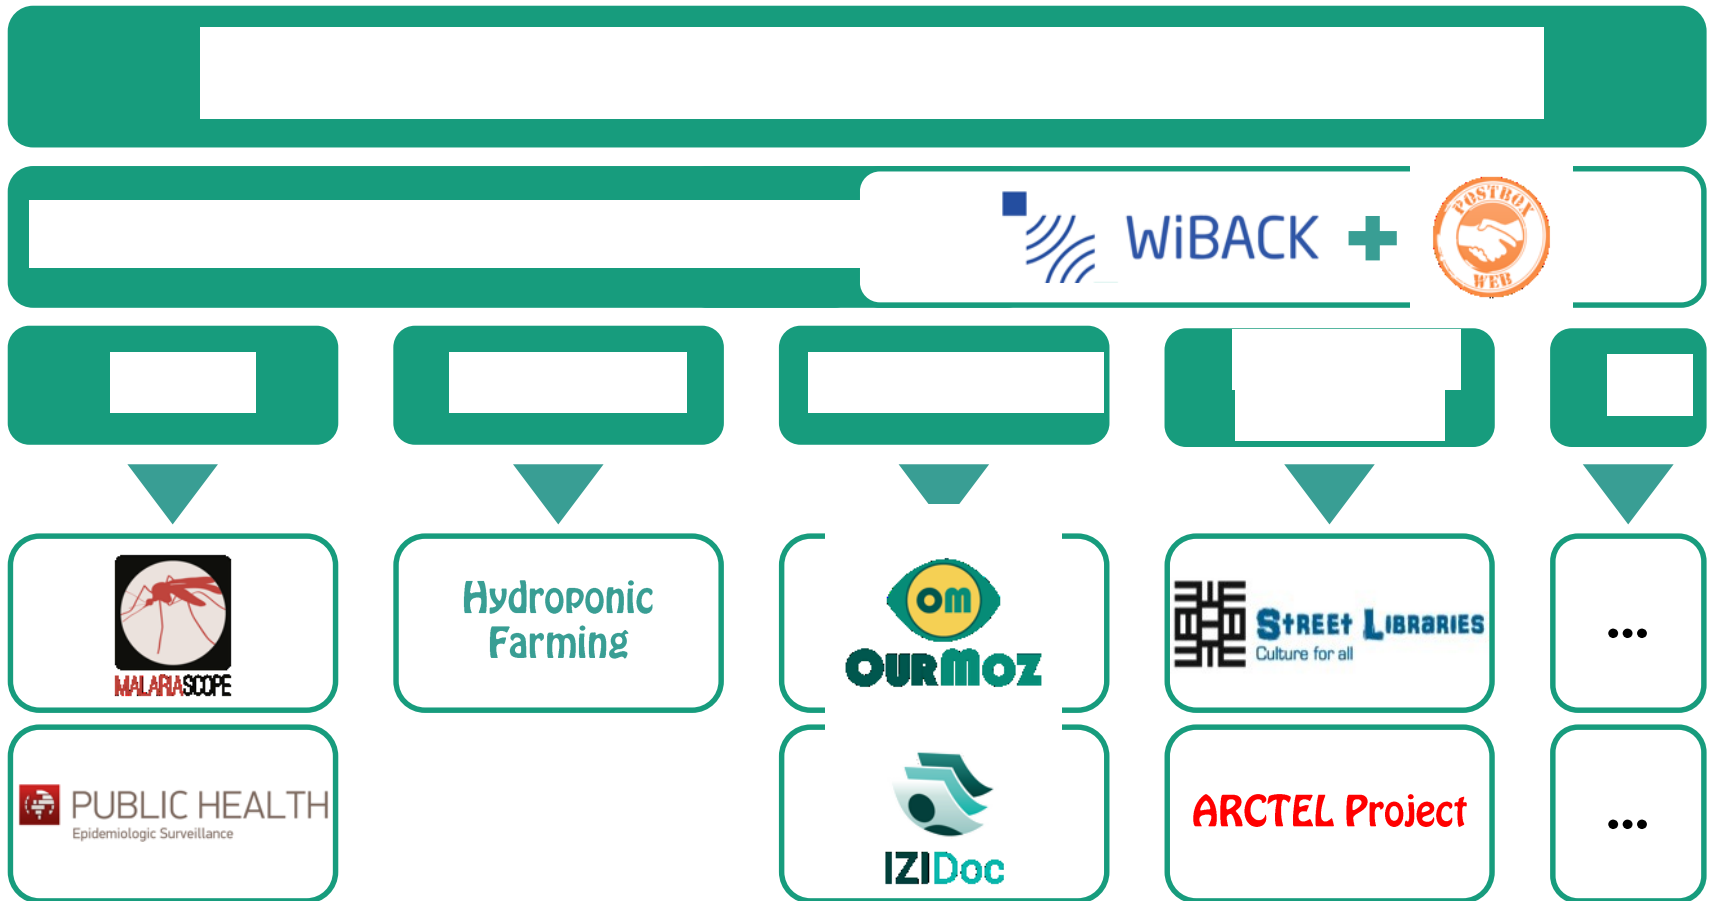 WiBACK
POSTBOX
WEB
MALARIASCOPE
Hydroponic
Farming
OM
OURMOZ
STREET LIBRARIES
Culture for all
...
PUBLIC HEALTH
Epidemiologic Surveillance
IZIDoc
ARCTEL Project
...